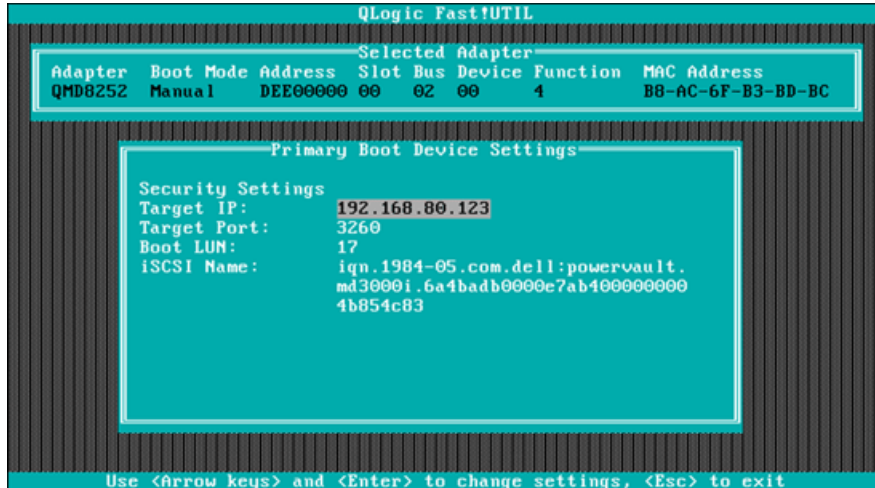 QLogic Fast!UTIL
Selected Adapter
Adapter Boot Mode Address Slot Bus Device Function MAC Address
QMD8252 Manual DEE00000 00 02 00 4 B8-AC-6F-B3-BD-BC
Primary Boot Device Settings
Security Settings
Target IP: 192.168.80.123
Target Port: 3260
Boot LUN: 17
iSCSI Name: iqn.1984-05.com.dell:powervault.
md3000i.6a4badb0000e7ab400000000
4b854c83
Use <Arrow keys> and <Enter> to change settings, <Esc> to exit